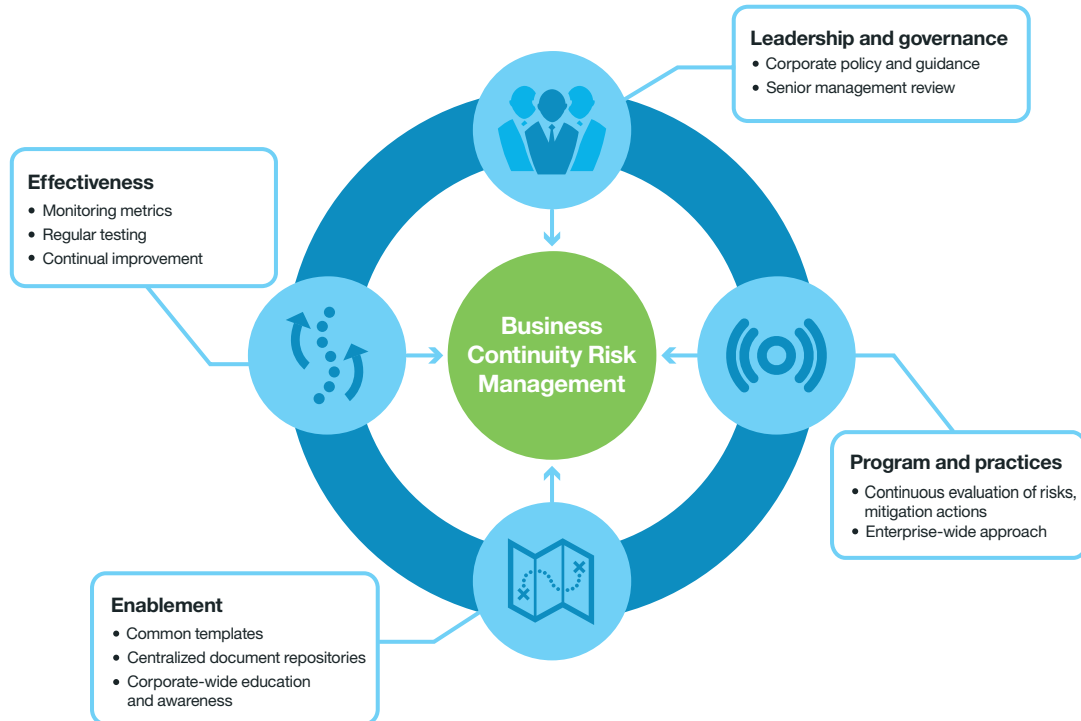 Leadership and governance
• Corporate policy and guidance
• Senior management review
Effectiveness
• Monitoring metrics
• Regular testing
• Continual improvement
Business
Continuity Risk
Management
Program and practices
• Continuous evaluation of risks,
mitigation actions
• Enterprise-wide approach
Enablement
• Common templates
• Centralized document repositories
• Corporate-wide education
and awareness